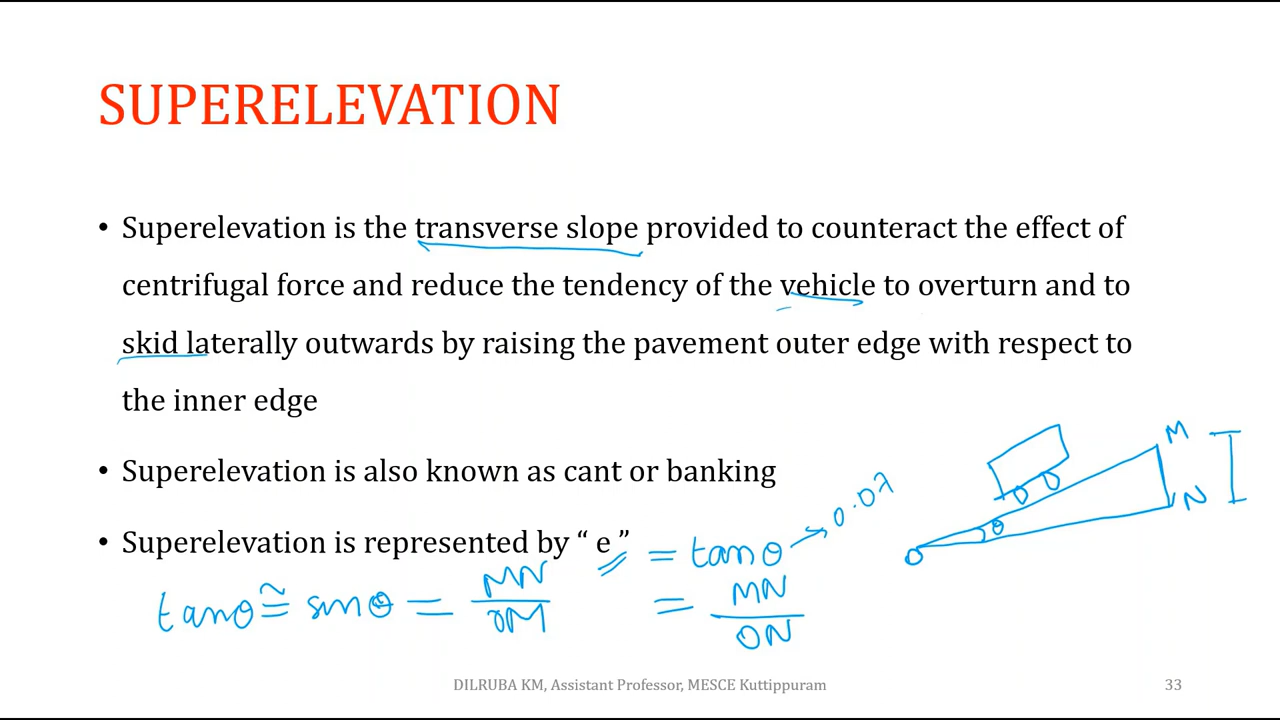 SUPERELEVATION
• Superelevation is the transverse slope provided to counteract the effect of
centrifugal force and reduce the tendency of the vehicle to overturn and to
skid laterally outwards by raising the pavement outer edge with respect to
the inner edge
• Superelevation is also known as cant or banking
• Superelevation is represented by “ e ” = tanθ → 0.07
tanθ ≅ sinθ = MN/OM = MN/ON
M
N
θ
O
DILRUBA KM, Assistant Professor, MESCE Kuttippuram 33